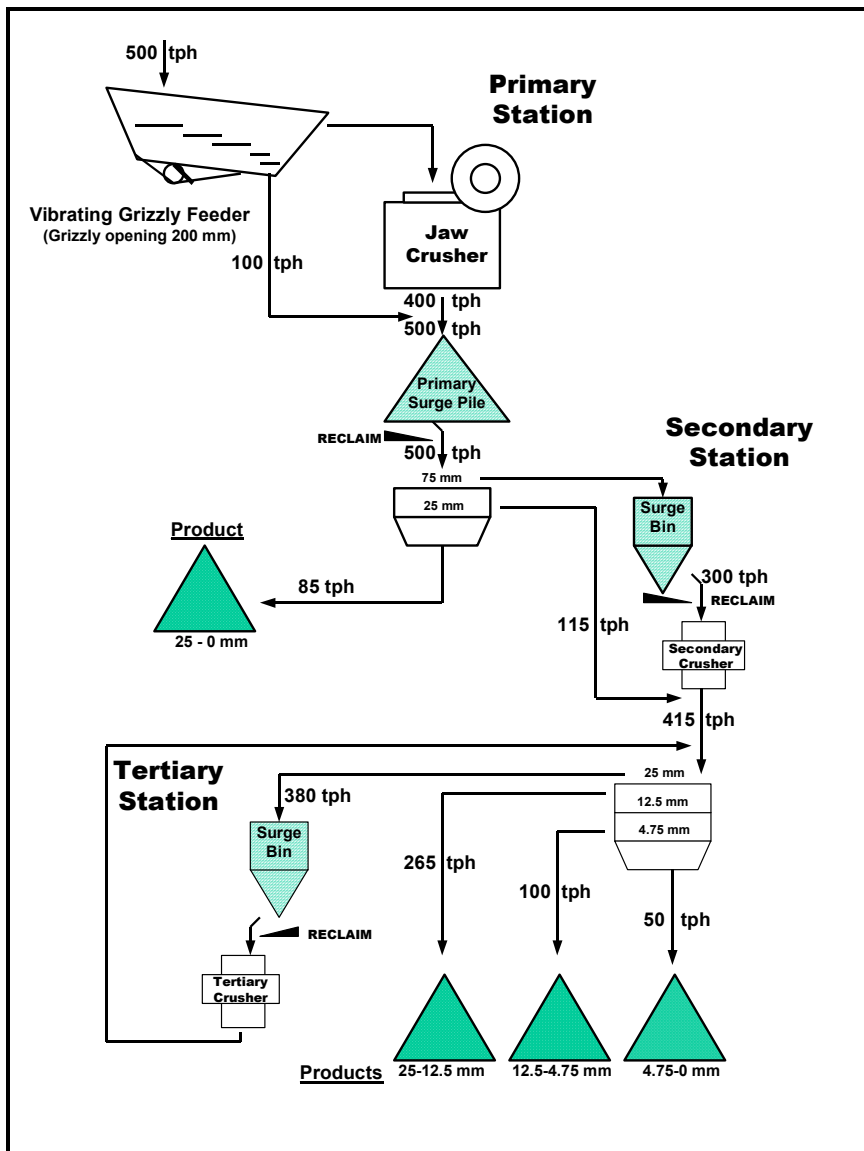 500 tph
Primary
Station
Vibrating Grizzly Feeder
(Grizzly opening 200 mm)
Jaw
Crusher
100 tph
400 tph
500 tph
Primary
Surge Pile
RECLAIM
500 tph
Secondary
Station
75 mm
25 mm
Surge
Bin
Product
300 tph
RECLAIM
85 tph
25 - 0 mm
115 tph
Secondary
Crusher
415 tph
Tertiary
Station
25 mm
380 tph
12.5 mm
4.75 mm
Surge
Bin
265 tph
100 tph
50 tph
RECLAIM
Tertiary
Crusher
Products
25-12.5 mm
12.5-4.75 mm
4.75-0 mm